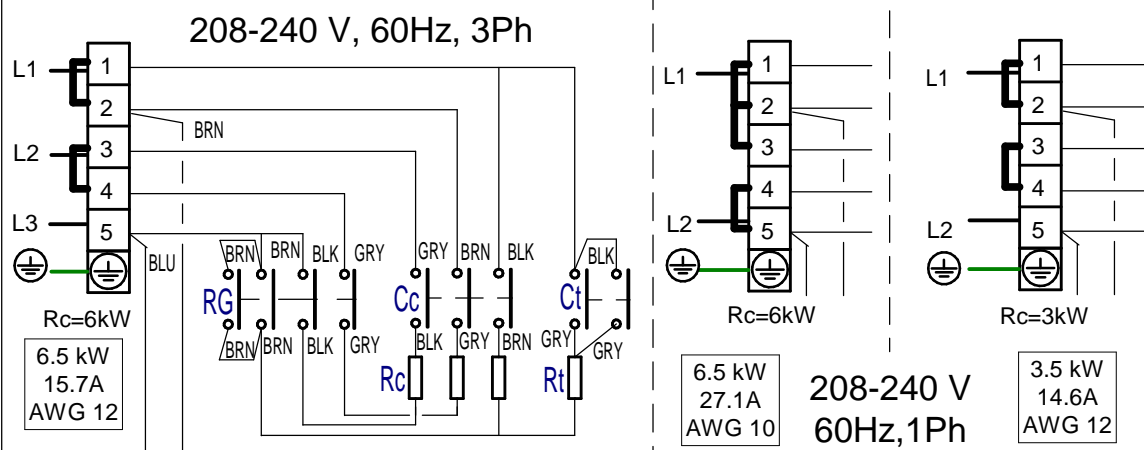 208-240 V, 60Hz, 3Ph
L1
1
2
BRN
L2
3
4
L3
5
BLU
BRN
BRN
BLK
GRY
GRY
BRN
BLK
BLK
RG
Cc
Ct
BRN
BRN
BLK
GRY
BLK
GRY
BRN
GRY
GRY
Rc
Rt
Rc=6kW
6.5 kW
15.7A
AWG 12
L1
1
2
3
4
L2
5
Rc=6kW
6.5 kW
27.1A
AWG 10
208-240 V
60Hz,1Ph
L1
1
2
3
4
L2
5
Rc=3kW
3.5 kW
14.6A
AWG 12